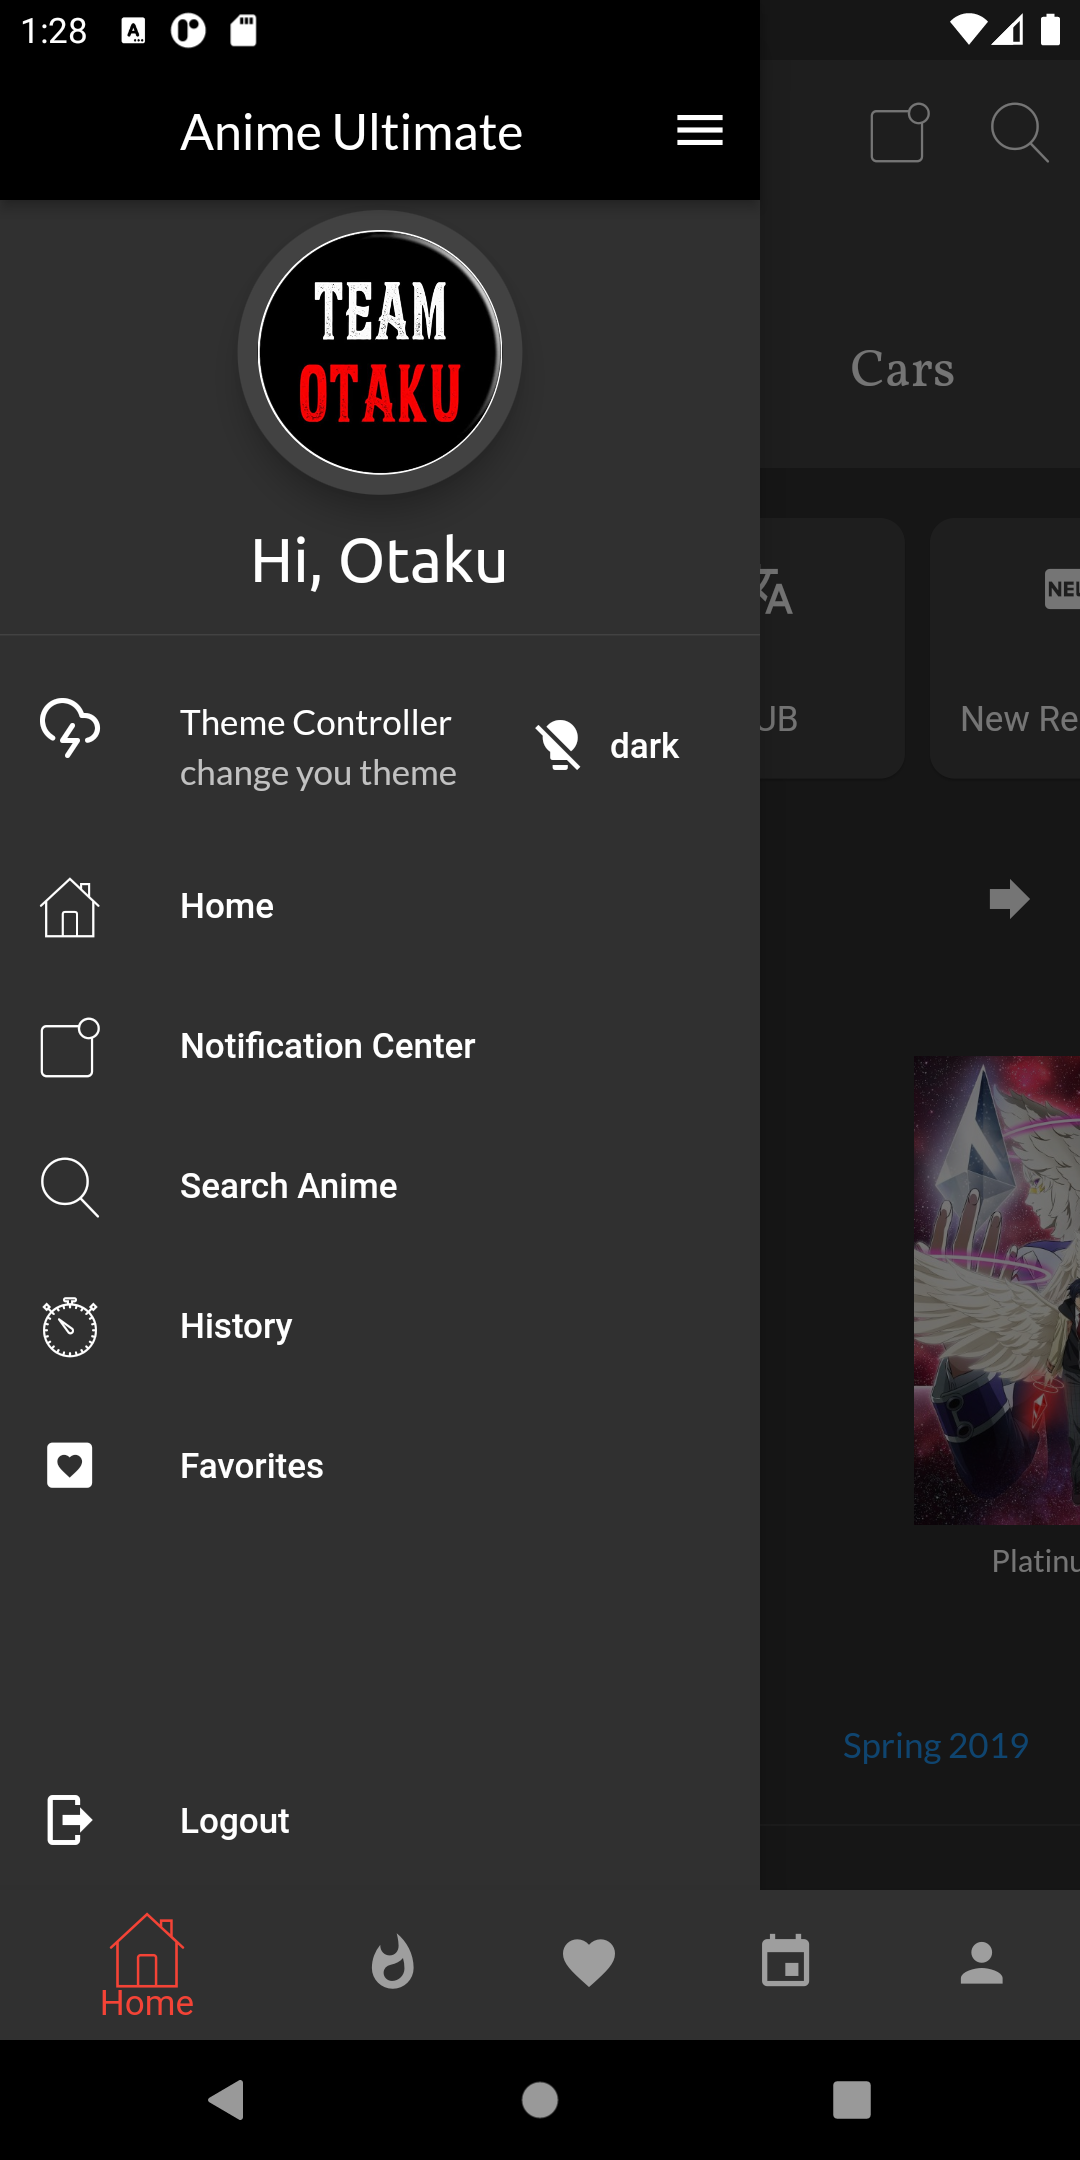 1:28
Anime Ultimate
TEAM
OTAKU
Cars
Hi, Otaku
Theme Controller
change you theme
dark
UB
New Re
Home
Notification Center
Search Anime
History
Favorites
Platinu
Spring 2019
Logout
Home